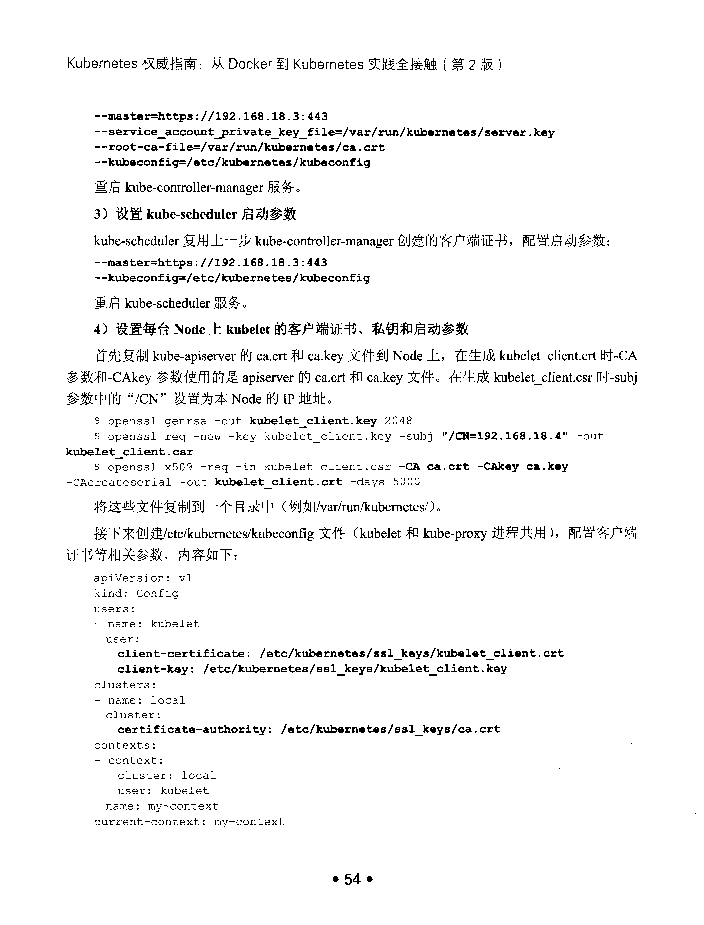 Kubernetes 权威指南：从 Docker 到 Kubernetes 实践全接触（第 2 版）
--master=https://192.168.18.3:443
--service_account_private_key_file=/var/run/kubernetes/server.key
--root-ca-file=/var/run/kubernetes/ca.crt
--kubeconfig=/etc/kubernetes/kubeconfig
重启 kube-controller-manager 服务。
3）设置 kube-scheduler 启动参数
kube-scheduler 复用上一步 kube-controller-manager 创建的客户端证书，配置启动参数：
--master=https://192.168.18.3:443
--kubeconfig=/etc/kubernetes/kubeconfig
重启 kube-scheduler 服务。
4）设置每台 Node 上 kubelet 的客户端证书、私钥和启动参数
首先复制 kube-apiserver 的 ca.crt 和 ca.key 文件到 Node 上，在生成 kubelet_client.crt 时-CA
参数和-CAkey 参数使用的是 apiserver 的 ca.crt 和 ca.key 文件。在生成 kubelet_client.csr 时-subj
参数中的“/CN”设置为本 Node 的 IP 地址。
$ openssl genrsa -out kubelet_client.key 2048
$ openssl req -new -key kubelet_client.key -subj "/CN=192.168.18.4" -out
kubelet_client.csr
$ openssl x509 -req -in kubelet_client.csr -CA ca.crt -CAkey ca.key
-CAcreateserial -out kubelet_client.crt -days 5000
将这些文件复制到一个目录中（例如/var/run/kubernetes/）。
接下来创建/etc/kubernetes/kubeconfig 文件（kubelet 和 kube-proxy 进程共用），配置客户端
证书等相关参数，内容如下：
apiVersion: v1
kind: Config
users:
- name: kubelet
user:
client-certificate: /etc/kubernetes/ssl_keys/kubelet_client.crt
client-key: /etc/kubernetes/ssl_keys/kubelet_client.key
clusters:
- name: local
cluster:
certificate-authority: /etc/kubernetes/ssl_keys/ca.crt
contexts:
- context:
cluster: local
user: kubelet
name: my-context
current-context: my-context
• 54 •